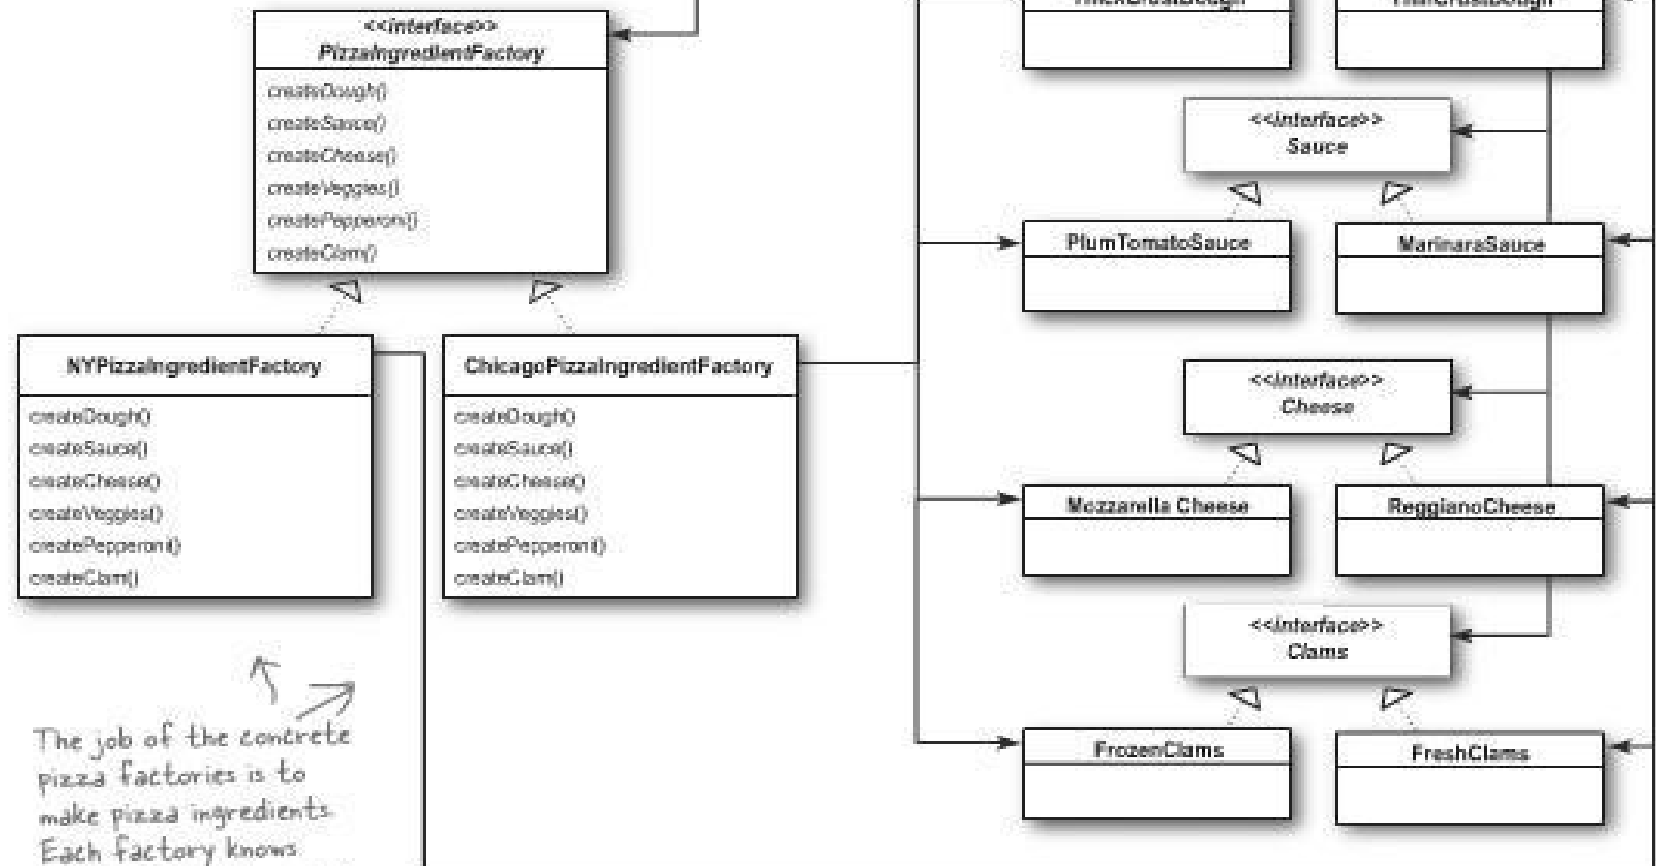 <<interface>>
PizzaIngredientFactory
createDough()
createSauce()
createCheese()
createVeggies()
createPepperoni()
createClam()
NYPizzaIngredientFactory
createDough()
createSauce()
createCheese()
createVeggies()
createPepperoni()
createClam()
ChicagoPizzaIngredientFactory
createDough()
createSauce()
createCheese()
createVeggies()
createPepperoni()
createClam()
The job of the concrete
pizza factories is to
make pizza ingredients.
Each factory knows
ThickCrustDough
ThinCrustDough
<<interface>>
Sauce
PlumTomatoSauce
MarinaraSauce
<<interface>>
Cheese
Mozzarella Cheese
ReggianoCheese
<<interface>>
Clams
FrozenClams
FreshClams